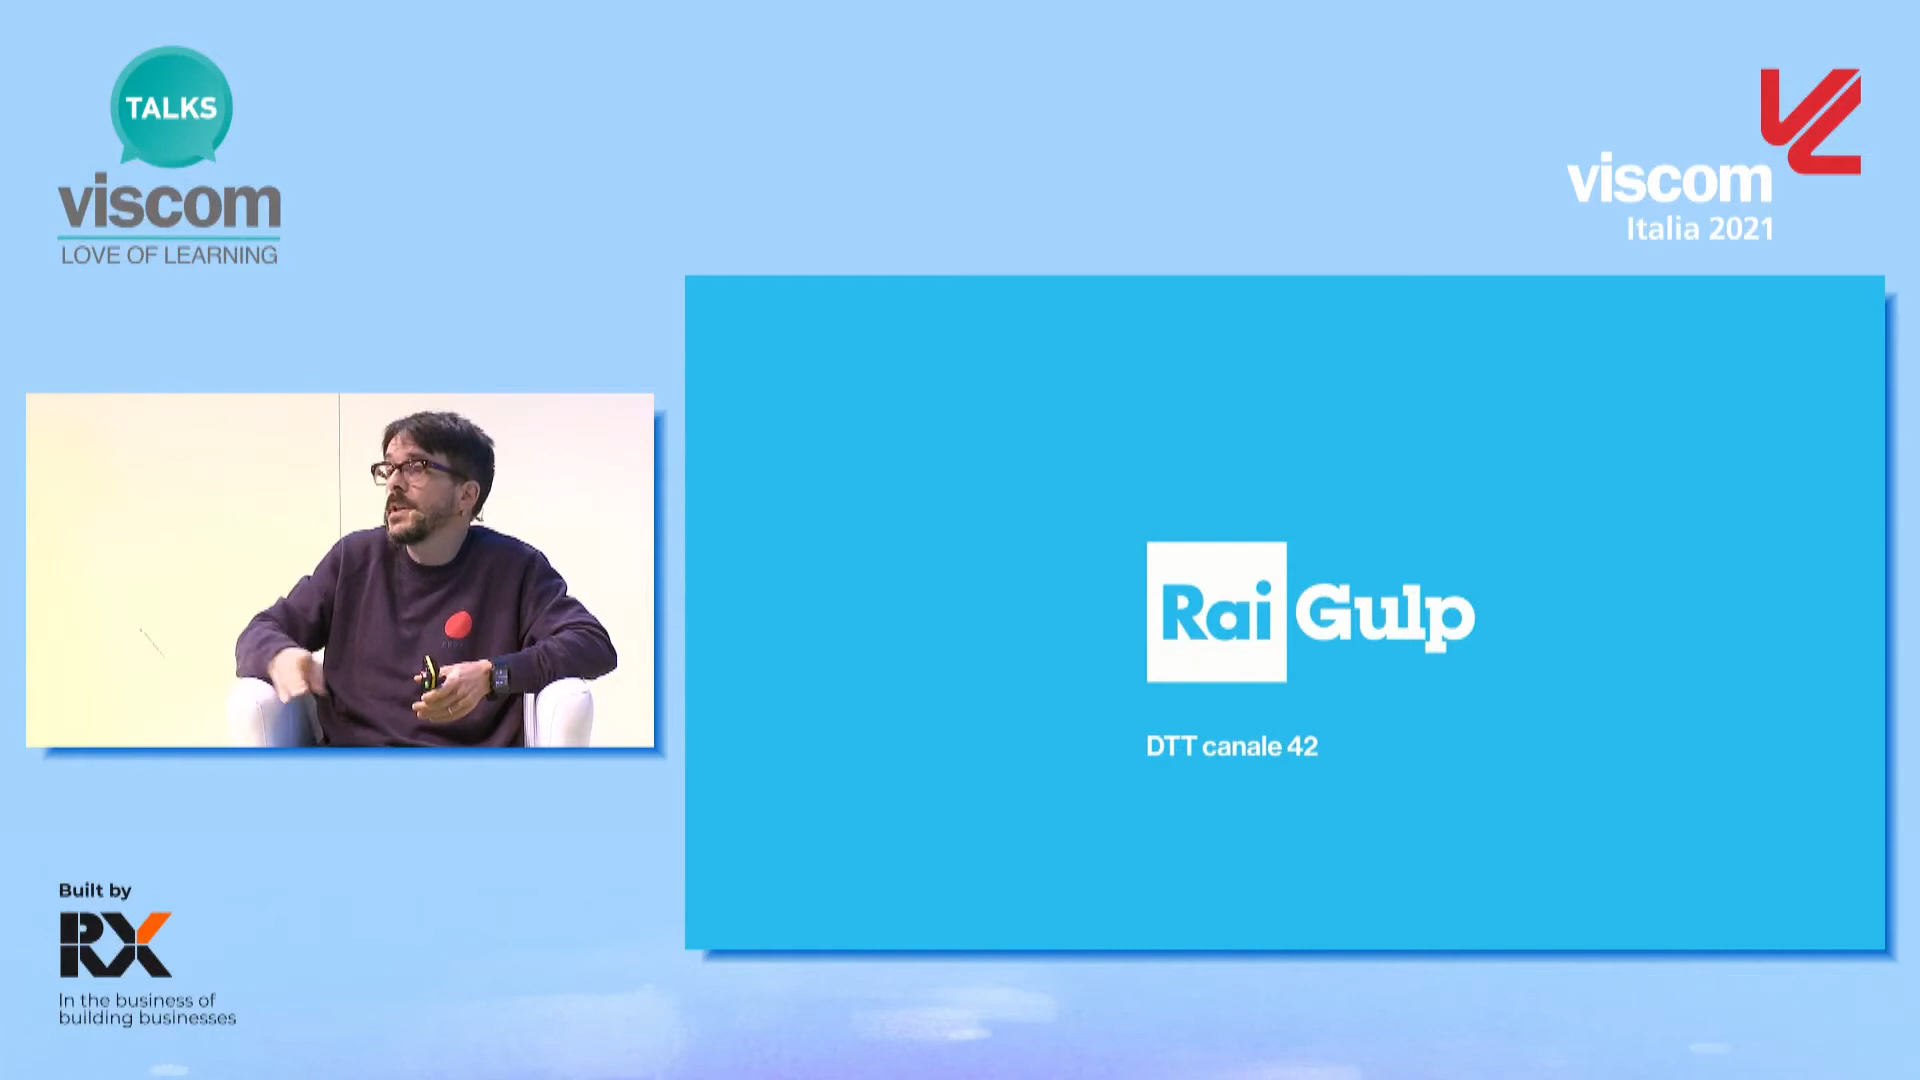 TALKS
viscom
LOVE OF LEARNING
viscom
Italia 2021
Rai Gulp
DTT canale 42
Built by
RX
In the business of
building businesses